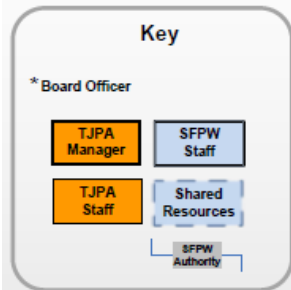 Key
* Board Officer
TJPA
Manager
SFPW
Staff
TJPA
Staff
Shared
Resources
SFPW
Authority